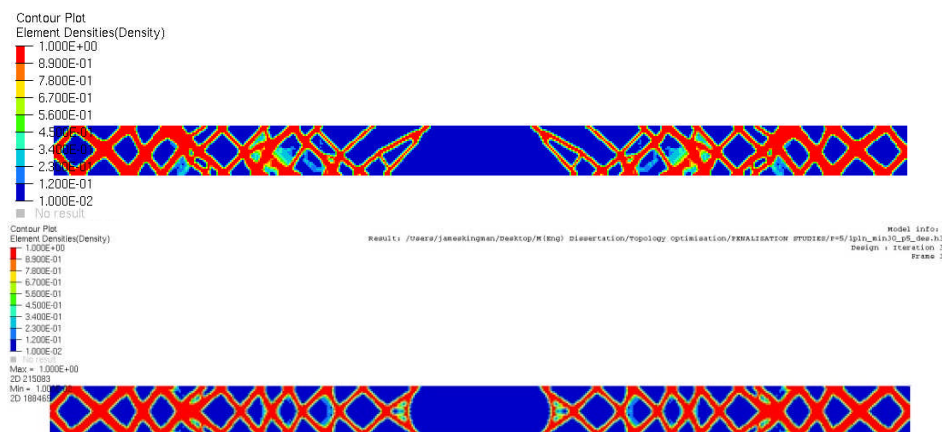 Contour Plot
Element Densities(Density)
1.000E+00
8.900E-01
7.800E-01
6.700E-01
5.600E-01
1.200E-01
1.000E-02
No result
Contour Plot
Element Densities(Density)
Model info:
Result: /Users/jameskingman/Desktop/M(Eng) Dissertation/Topology Optimisation/PENALISATION STUDIES/P=5/lpln_min30_p5_des.h
Design : Iteration
Frame
1.000E+00
8.900E-01
7.800E-01
6.700E-01
5.600E-01
4.500E-01
3.400E-01
2.300E-01
1.200E-01
1.000E-02
No result
Max = 1.000E+00
2D 215083
Min =
2D